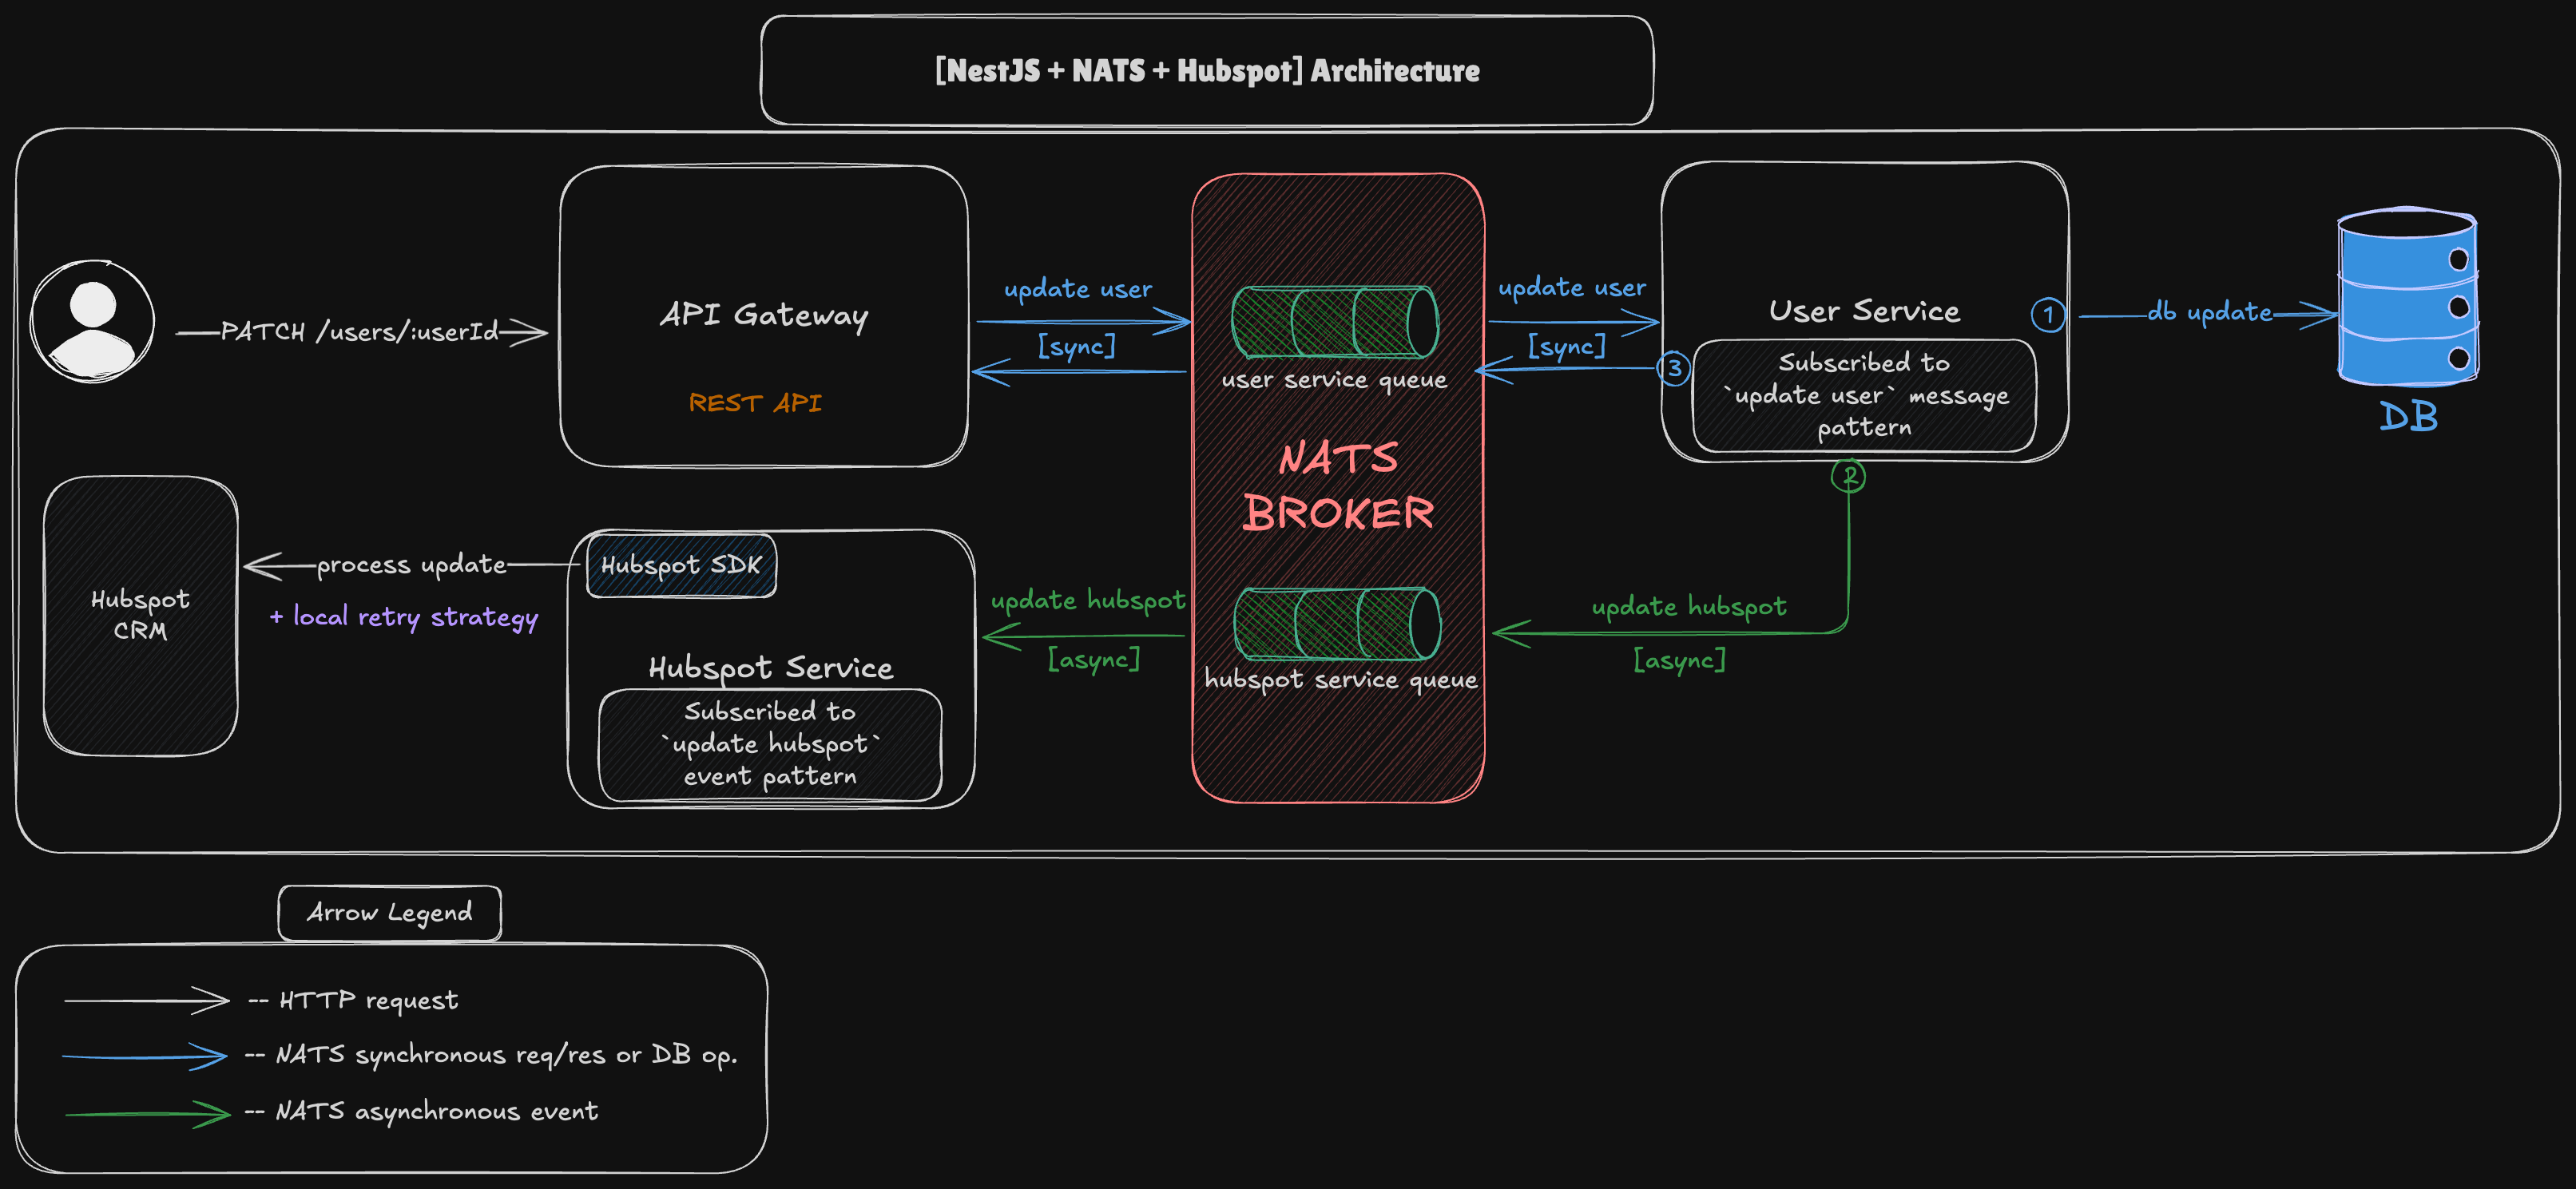 [NestJS + NATS + Hubspot] Architecture
PATCH /users/:userId
API Gateway
REST API
update user
[sync]
user service queue
NATS
BROKER
update user
[sync]
User Service
1
3
Subscribed to
`update user` message
pattern
2
db update
DB
Hubspot
CRM
process update
+ local retry strategy
Hubspot SDK
Hubspot Service
Subscribed to
`update hubspot`
event pattern
update hubspot
[async]
hubspot service queue
update hubspot
[async]
Arrow Legend
-- HTTP request
-- NATS synchronous req/res or DB op.
-- NATS asynchronous event